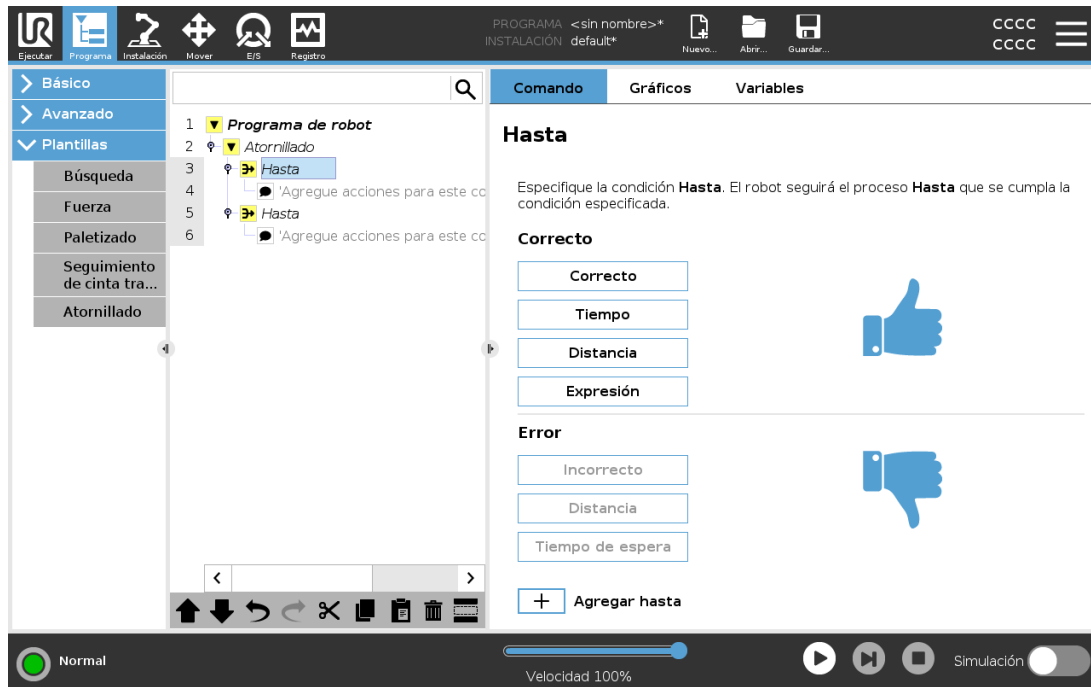 UR
Ejecutar
Programa
Instalación
Mover
E/S
Registro
PROGRAMA <sin nombre>*
INSTALACIÓN default*
Nuevo...
Abrir...
Guardar...
CCCC
CCCC
Básico
Avanzado
Plantillas
Búsqueda
Fuerza
Paletizado
Seguimiento
de cinta tra...
Atornillado
1 Programa de robot
2 Atornillado
3 Hasta
4 'Agregue acciones para este co
5 Hasta
6 'Agregue acciones para este co
Comando
Gráficos
Variables
Hasta
Especifique la condición Hasta. El robot seguirá el proceso Hasta que se cumpla la
condición especificada.
Correcto
Correcto
Tiempo
Distancia
Expresión
Error
Incorrecto
Distancia
Tiempo de espera
+ Agregar hasta
Normal
Velocidad 100%
Simulación